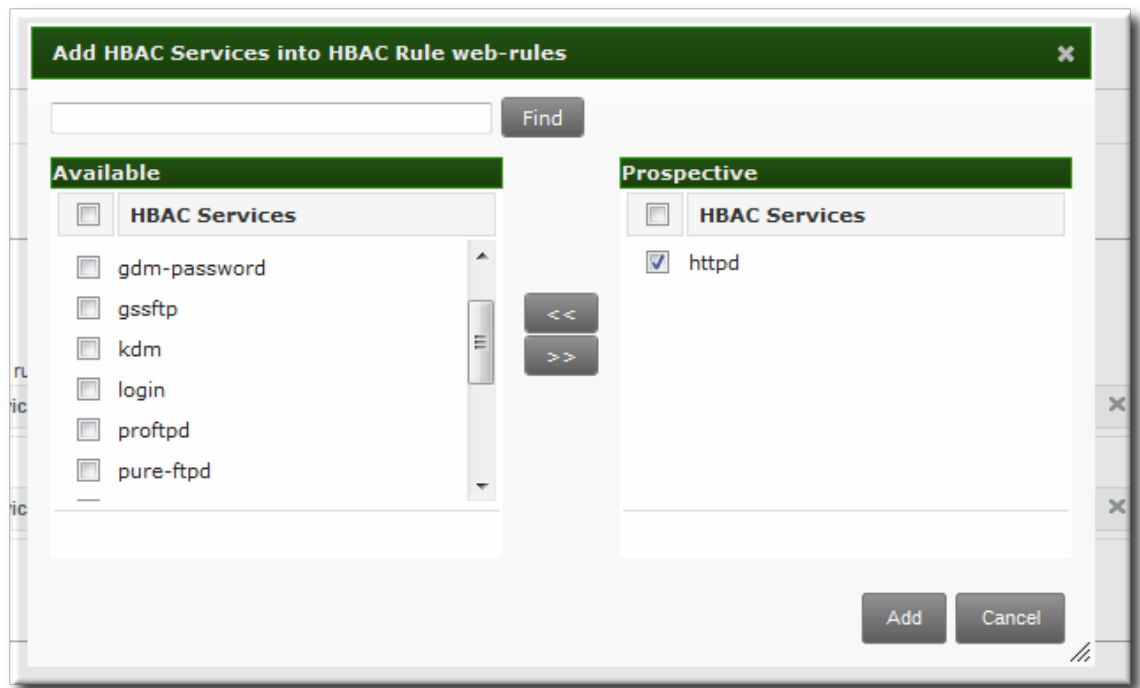 Add HBAC Services into HBAC Rule web-rules
Find
Available
HBAC Services
gdm-password
gssftp
kdm
login
proftpd
pure-ftpd
<<
>>
Prospective
HBAC Services
httpd
Add
Cancel